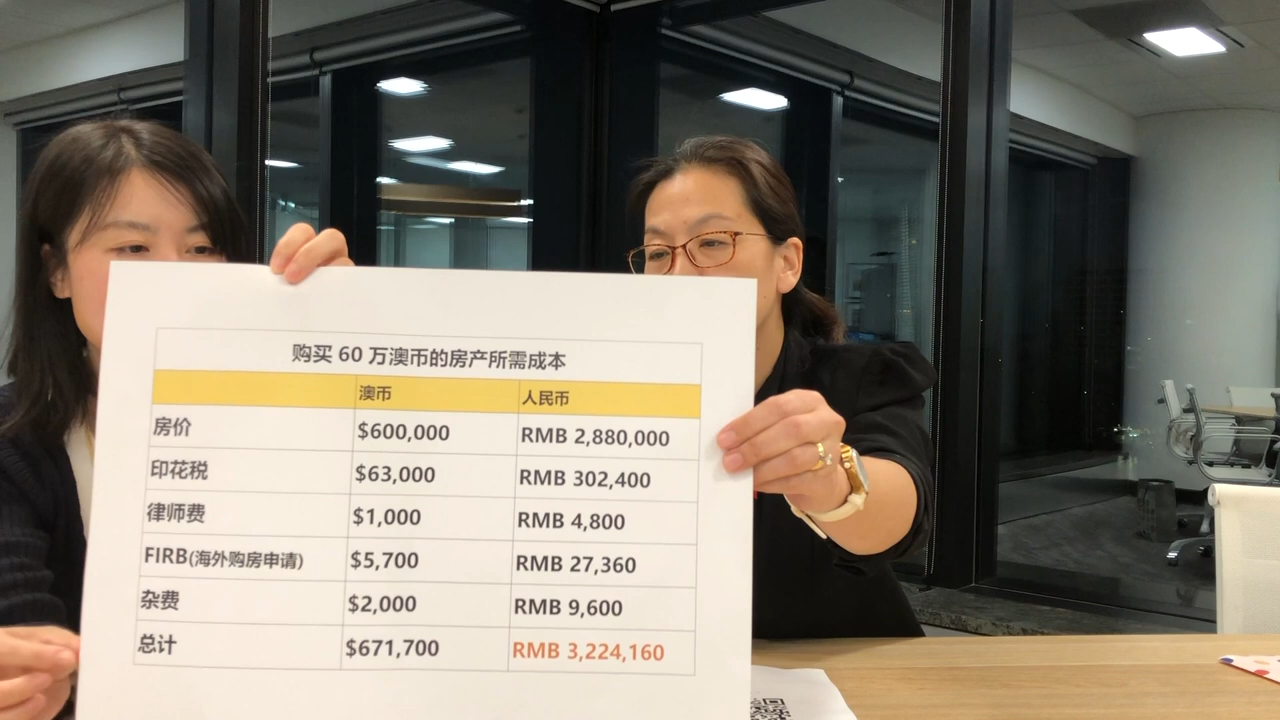 购买 60 万澳币的房产所需成本
澳币 人民币
房价 $600,000 RMB 2,880,000
印花税 $63,000 RMB 302,400
律师费 $1,000 RMB 4,800
FIRB(海外购房申请) $5,700 RMB 27,360
杂费 $2,000 RMB 9,600
总计 $671,700 RMB 3,224,160